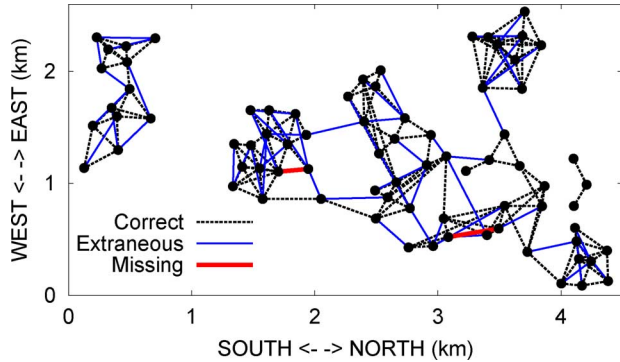 2
1
0
WEST <- -> EAST (km)
Correct
Extraneous
Missing
0 1 2 3 4
SOUTH <- -> NORTH (km)